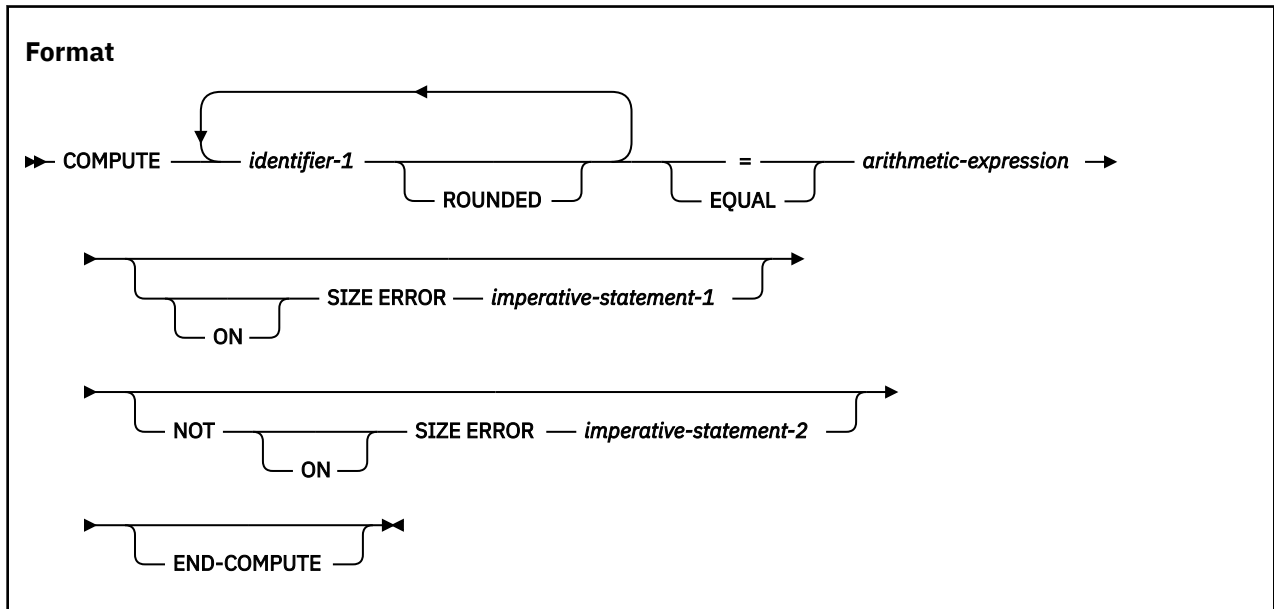 Format
COMPUTE identifier-1 = arithmetic-expression
ROUNDED EQUAL
SIZE ERROR imperative-statement-1
ON
NOT SIZE ERROR imperative-statement-2
ON
END-COMPUTE